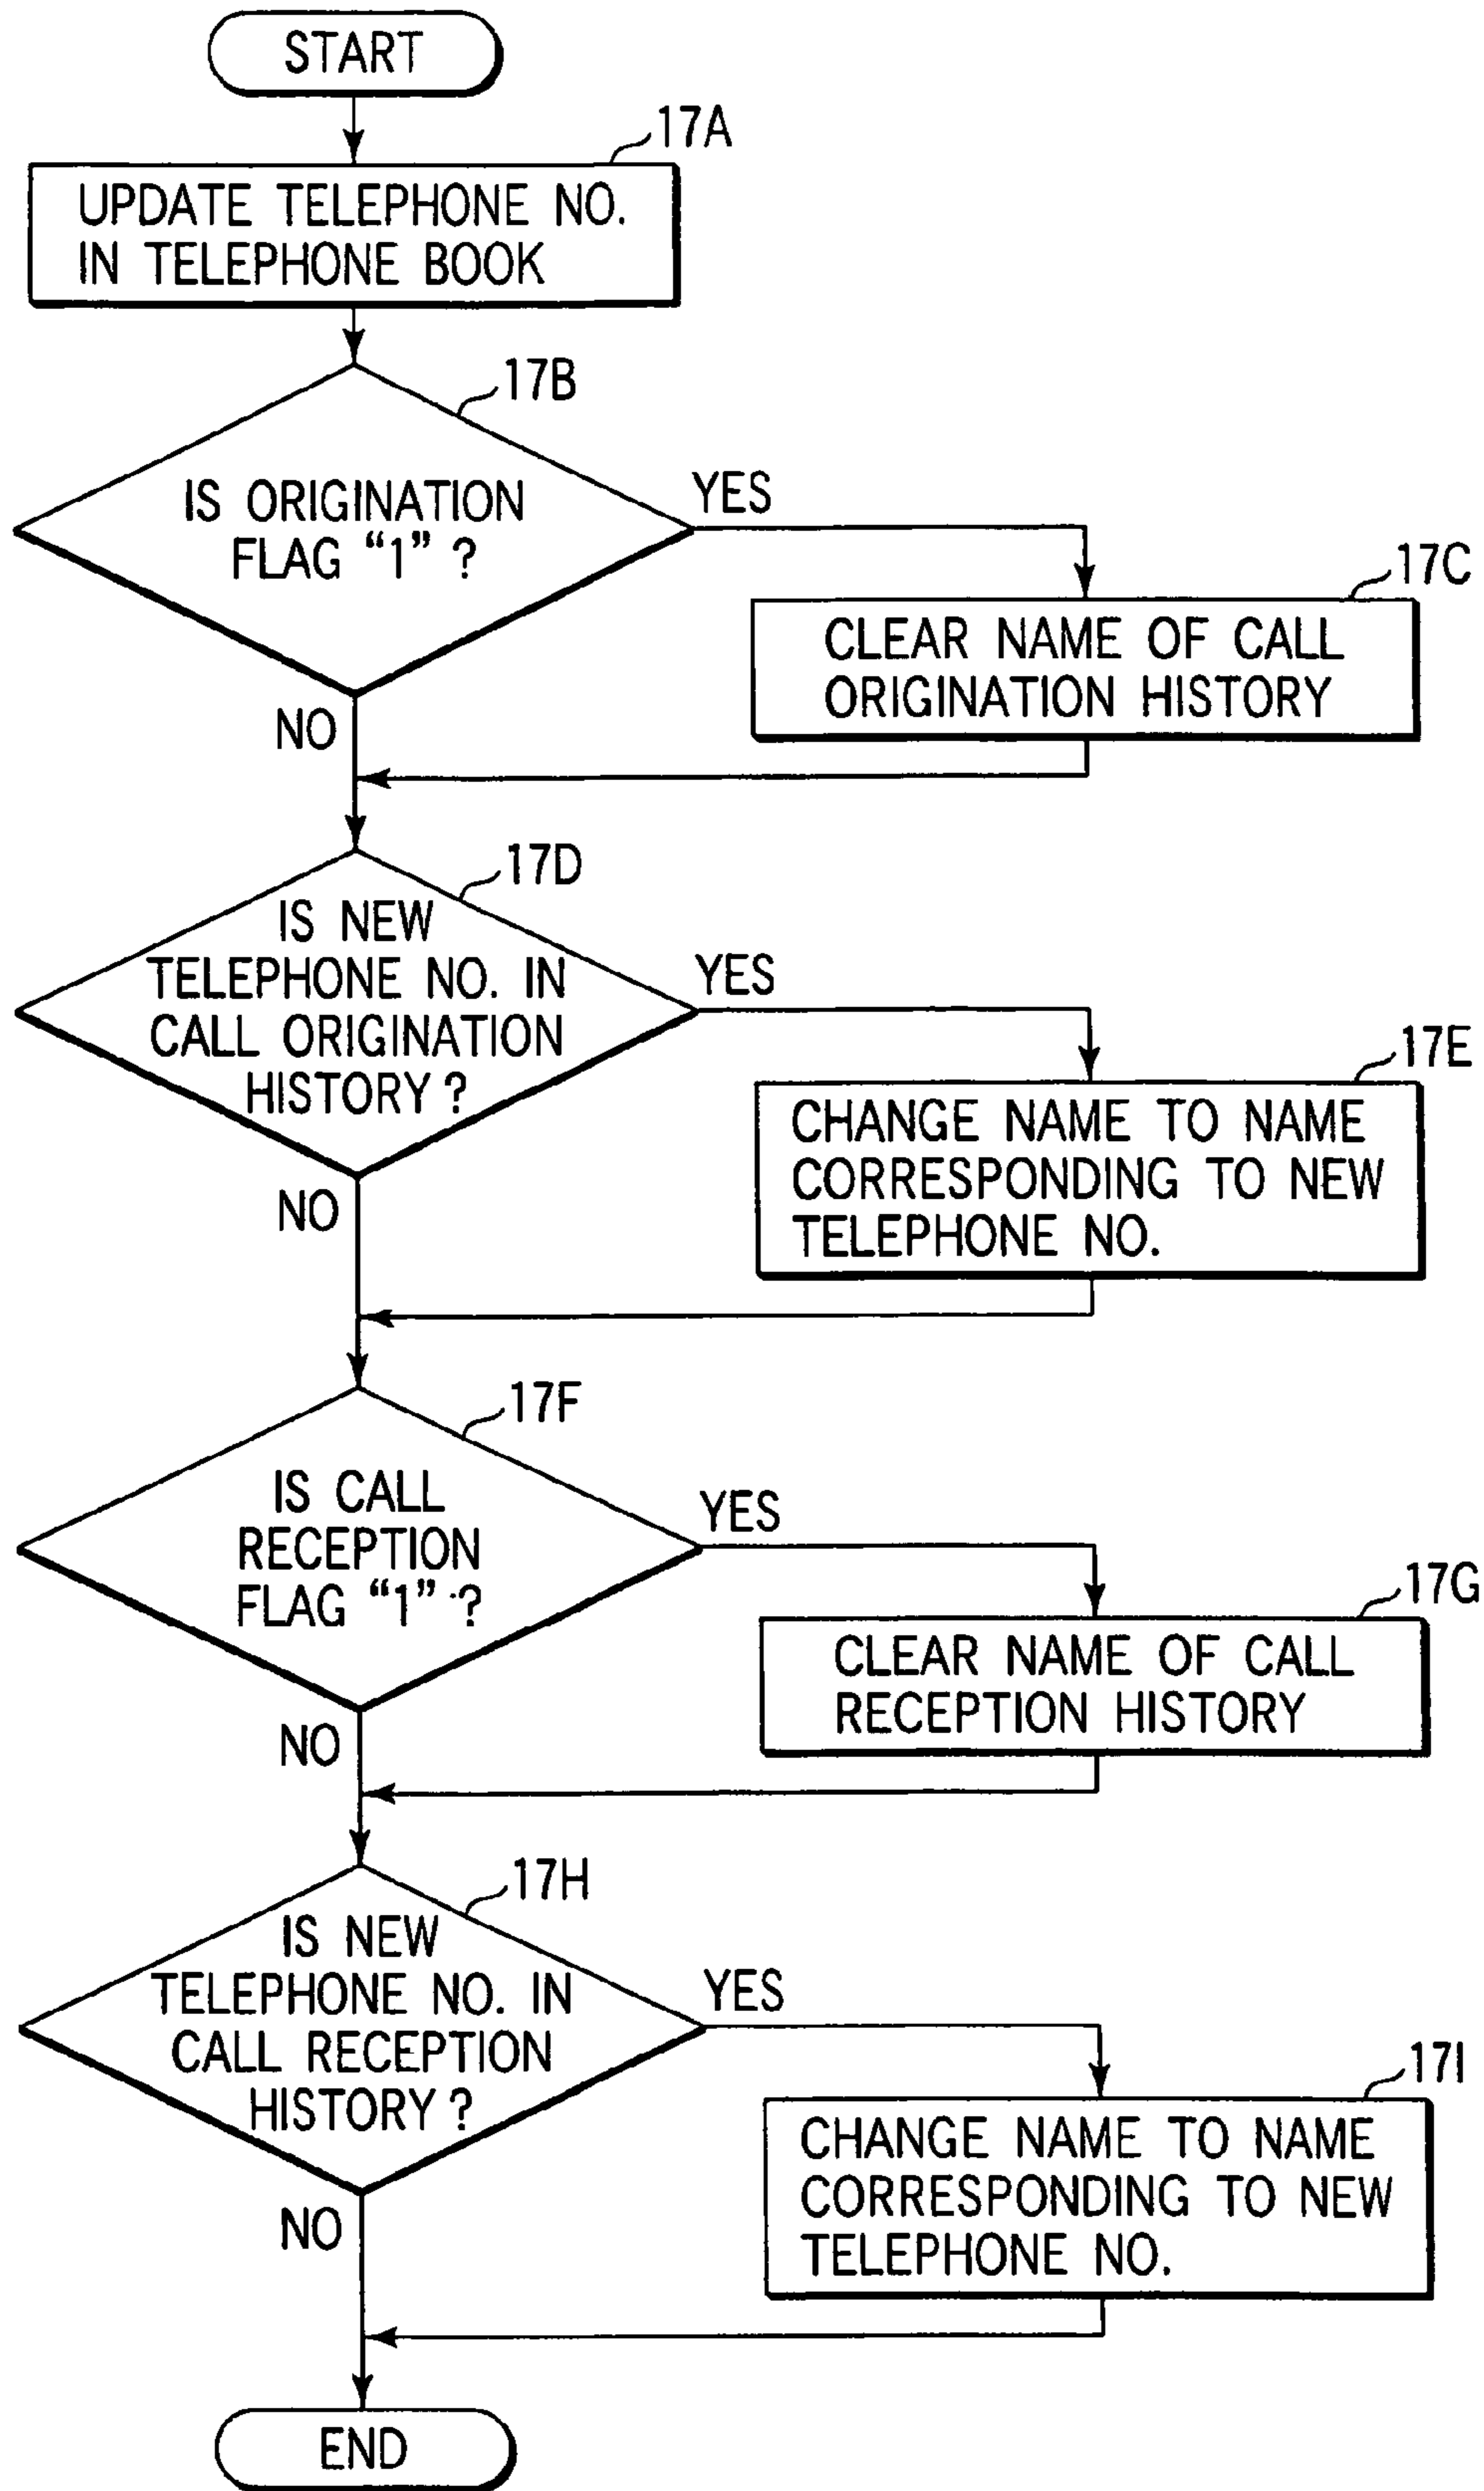 START
17A
UPDATE TELEPHONE NO.
IN TELEPHONE BOOK
17B
IS ORIGINATION
FLAG “1” ?
YES
17C
CLEAR NAME OF CALL
ORIGINATION HISTORY
NO
17D
IS NEW
TELEPHONE NO. IN
CALL ORIGINATION
HISTORY ?
YES
17E
CHANGE NAME TO NAME
CORRESPONDING TO NEW
TELEPHONE NO.
NO
17F
IS CALL
RECEPTION
FLAG “1” ?
YES
17G
CLEAR NAME OF CALL
RECEPTION HISTORY
NO
17H
IS NEW
TELEPHONE NO. IN
CALL RECEPTION
HISTORY ?
YES
17I
CHANGE NAME TO NAME
CORRESPONDING TO NEW
TELEPHONE NO.
NO
END